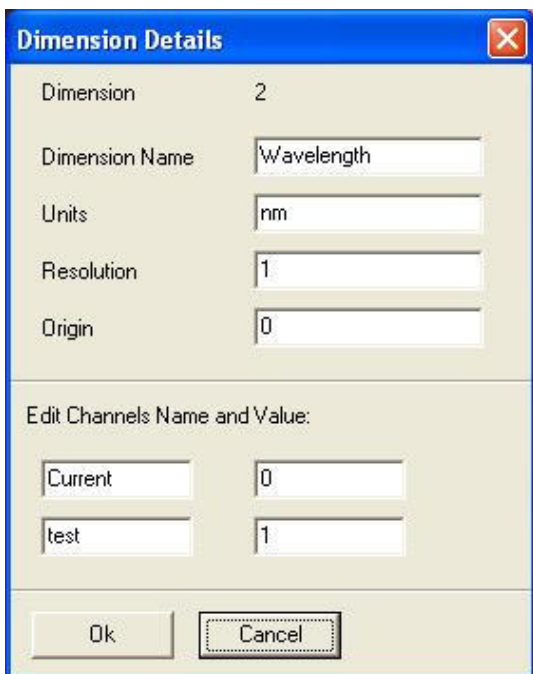 Dimension Details
Dimension 2
Dimension Name Wavelength
Units nm
Resolution 1
Origin 0
Edit Channels Name and Value:
Current 0
test 1
Ok Cancel